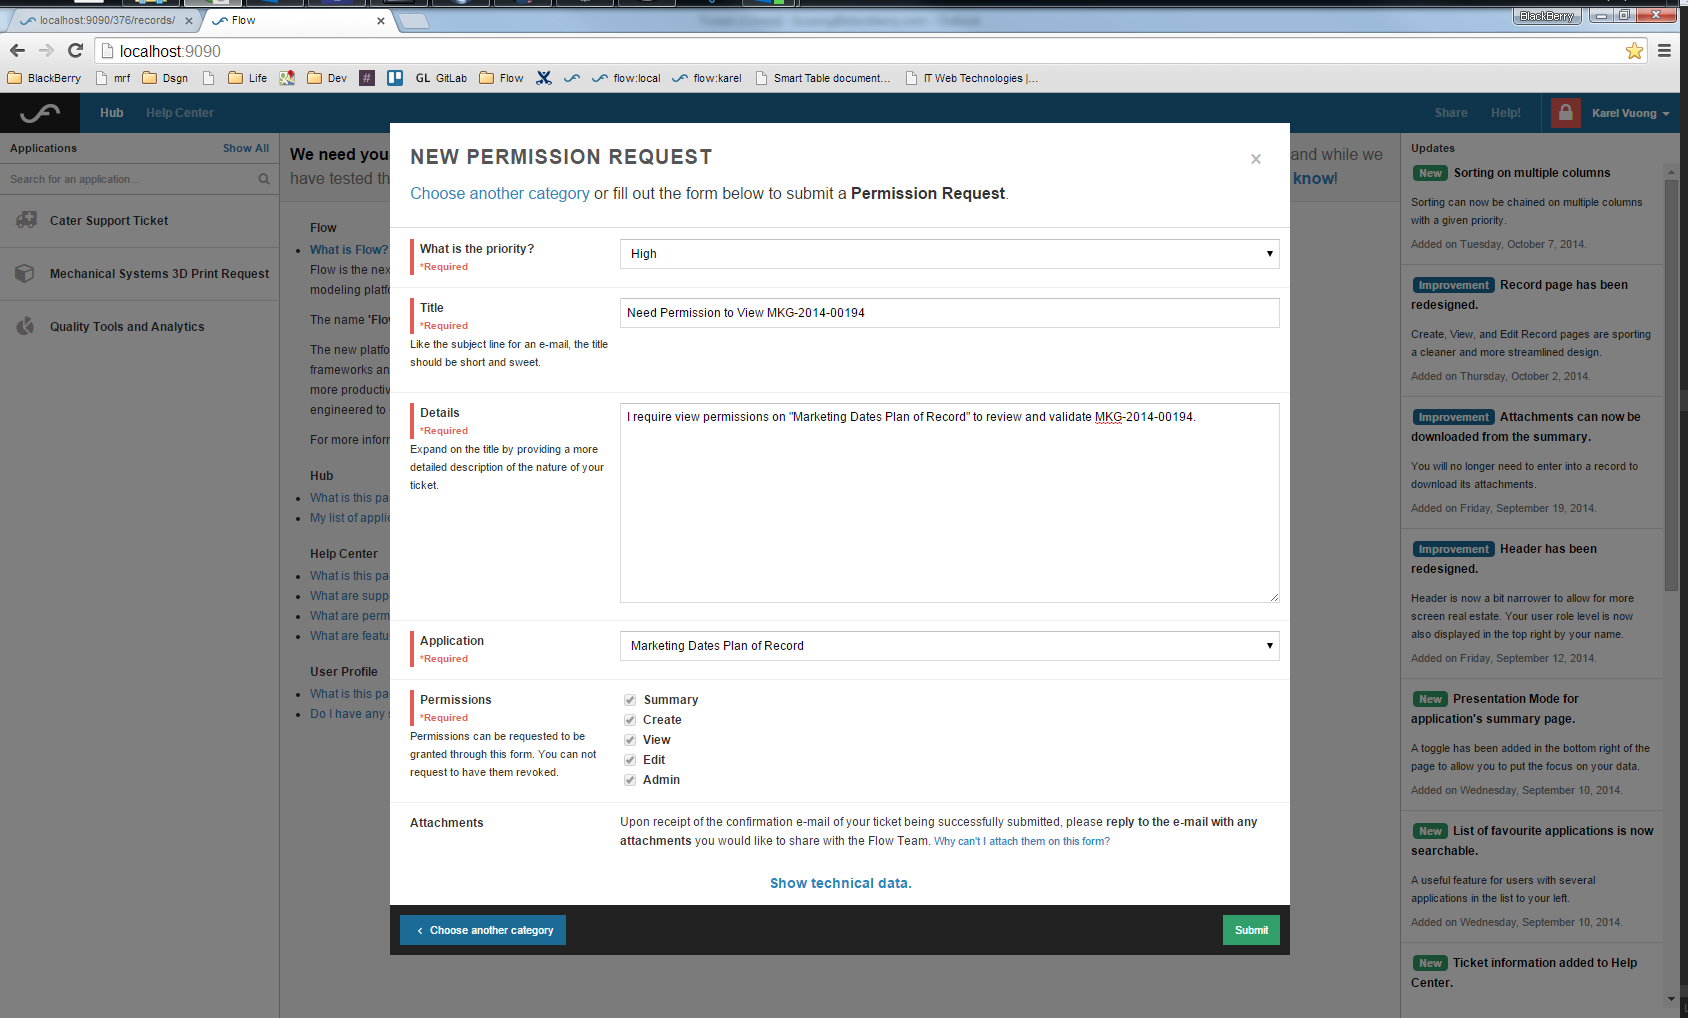 localhost:9090/376/records/
Flow
BlackBerry
localhost:9090
BlackBerry
mrf
Dsgn
Life
Dev
#
GL GitLab
Flow
flow:local
flow:karel
Smart Table document...
IT Web Technologies |...
Hub
Help Center
Share
Help!
Karel Vuong
Applications
Show All
Search for an application...
Cater Support Ticket
Mechanical Systems 3D Print Request
Quality Tools and Analytics
We need you
have tested th
and while we
know!
Flow
What is Flow?
Flow is the nex
modeling platfo
The name 'Flow
The new platfo
frameworks an
more productiv
engineered to
For more inforr
Hub
What is this pa
My list of applic
Help Center
What is this pa
What are supp
What are perm
What are featu
User Profile
What is this pa
Do I have any s
NEW PERMISSION REQUEST
×
Choose another category or fill out the form below to submit a Permission Request.
What is the priority?
*Required
High
Title
*Required
Like the subject line for an e-mail, the title
should be short and sweet.
Need Permission to View MKG-2014-00194
Details
*Required
Expand on the title by providing a more
detailed description of the nature of your
ticket.
I require view permissions on "Marketing Dates Plan of Record" to review and validate MKG-2014-00194.
Application
*Required
Marketing Dates Plan of Record
Permissions
*Required
Permissions can be requested to be
granted through this form. You can not
request to have them revoked.
Summary
Create
View
Edit
Admin
Attachments
Upon receipt of the confirmation e-mail of your ticket being successfully submitted, please reply to the e-mail with any
attachments you would like to share with the Flow Team. Why can't I attach them on this form?
Show technical data.
‹ Choose another category
Submit
Updates
New Sorting on multiple columns
Sorting can now be chained on multiple columns
with a given priority.
Added on Tuesday, October 7, 2014.
Improvement Record page has been
redesigned.
Create, View, and Edit Record pages are sporting
a cleaner and more streamlined design.
Added on Thursday, October 2, 2014.
Improvement Attachments can now be
downloaded from the summary.
You will no longer need to enter into a record to
download its attachments.
Added on Friday, September 19, 2014.
Improvement Header has been
redesigned.
Header is now a bit narrower to allow for more
screen real estate. Your user role level is now
also displayed in the top right by your name.
Added on Friday, September 12, 2014.
New Presentation Mode for
application's summary page.
A toggle has been added in the bottom right of the
page to allow you to put the focus on your data.
Added on Wednesday, September 10, 2014.
New List of favourite applications is now
searchable.
A useful feature for users with several
applications in the list to your left.
Added on Wednesday, September 10, 2014.
New Ticket information added to Help
Center.